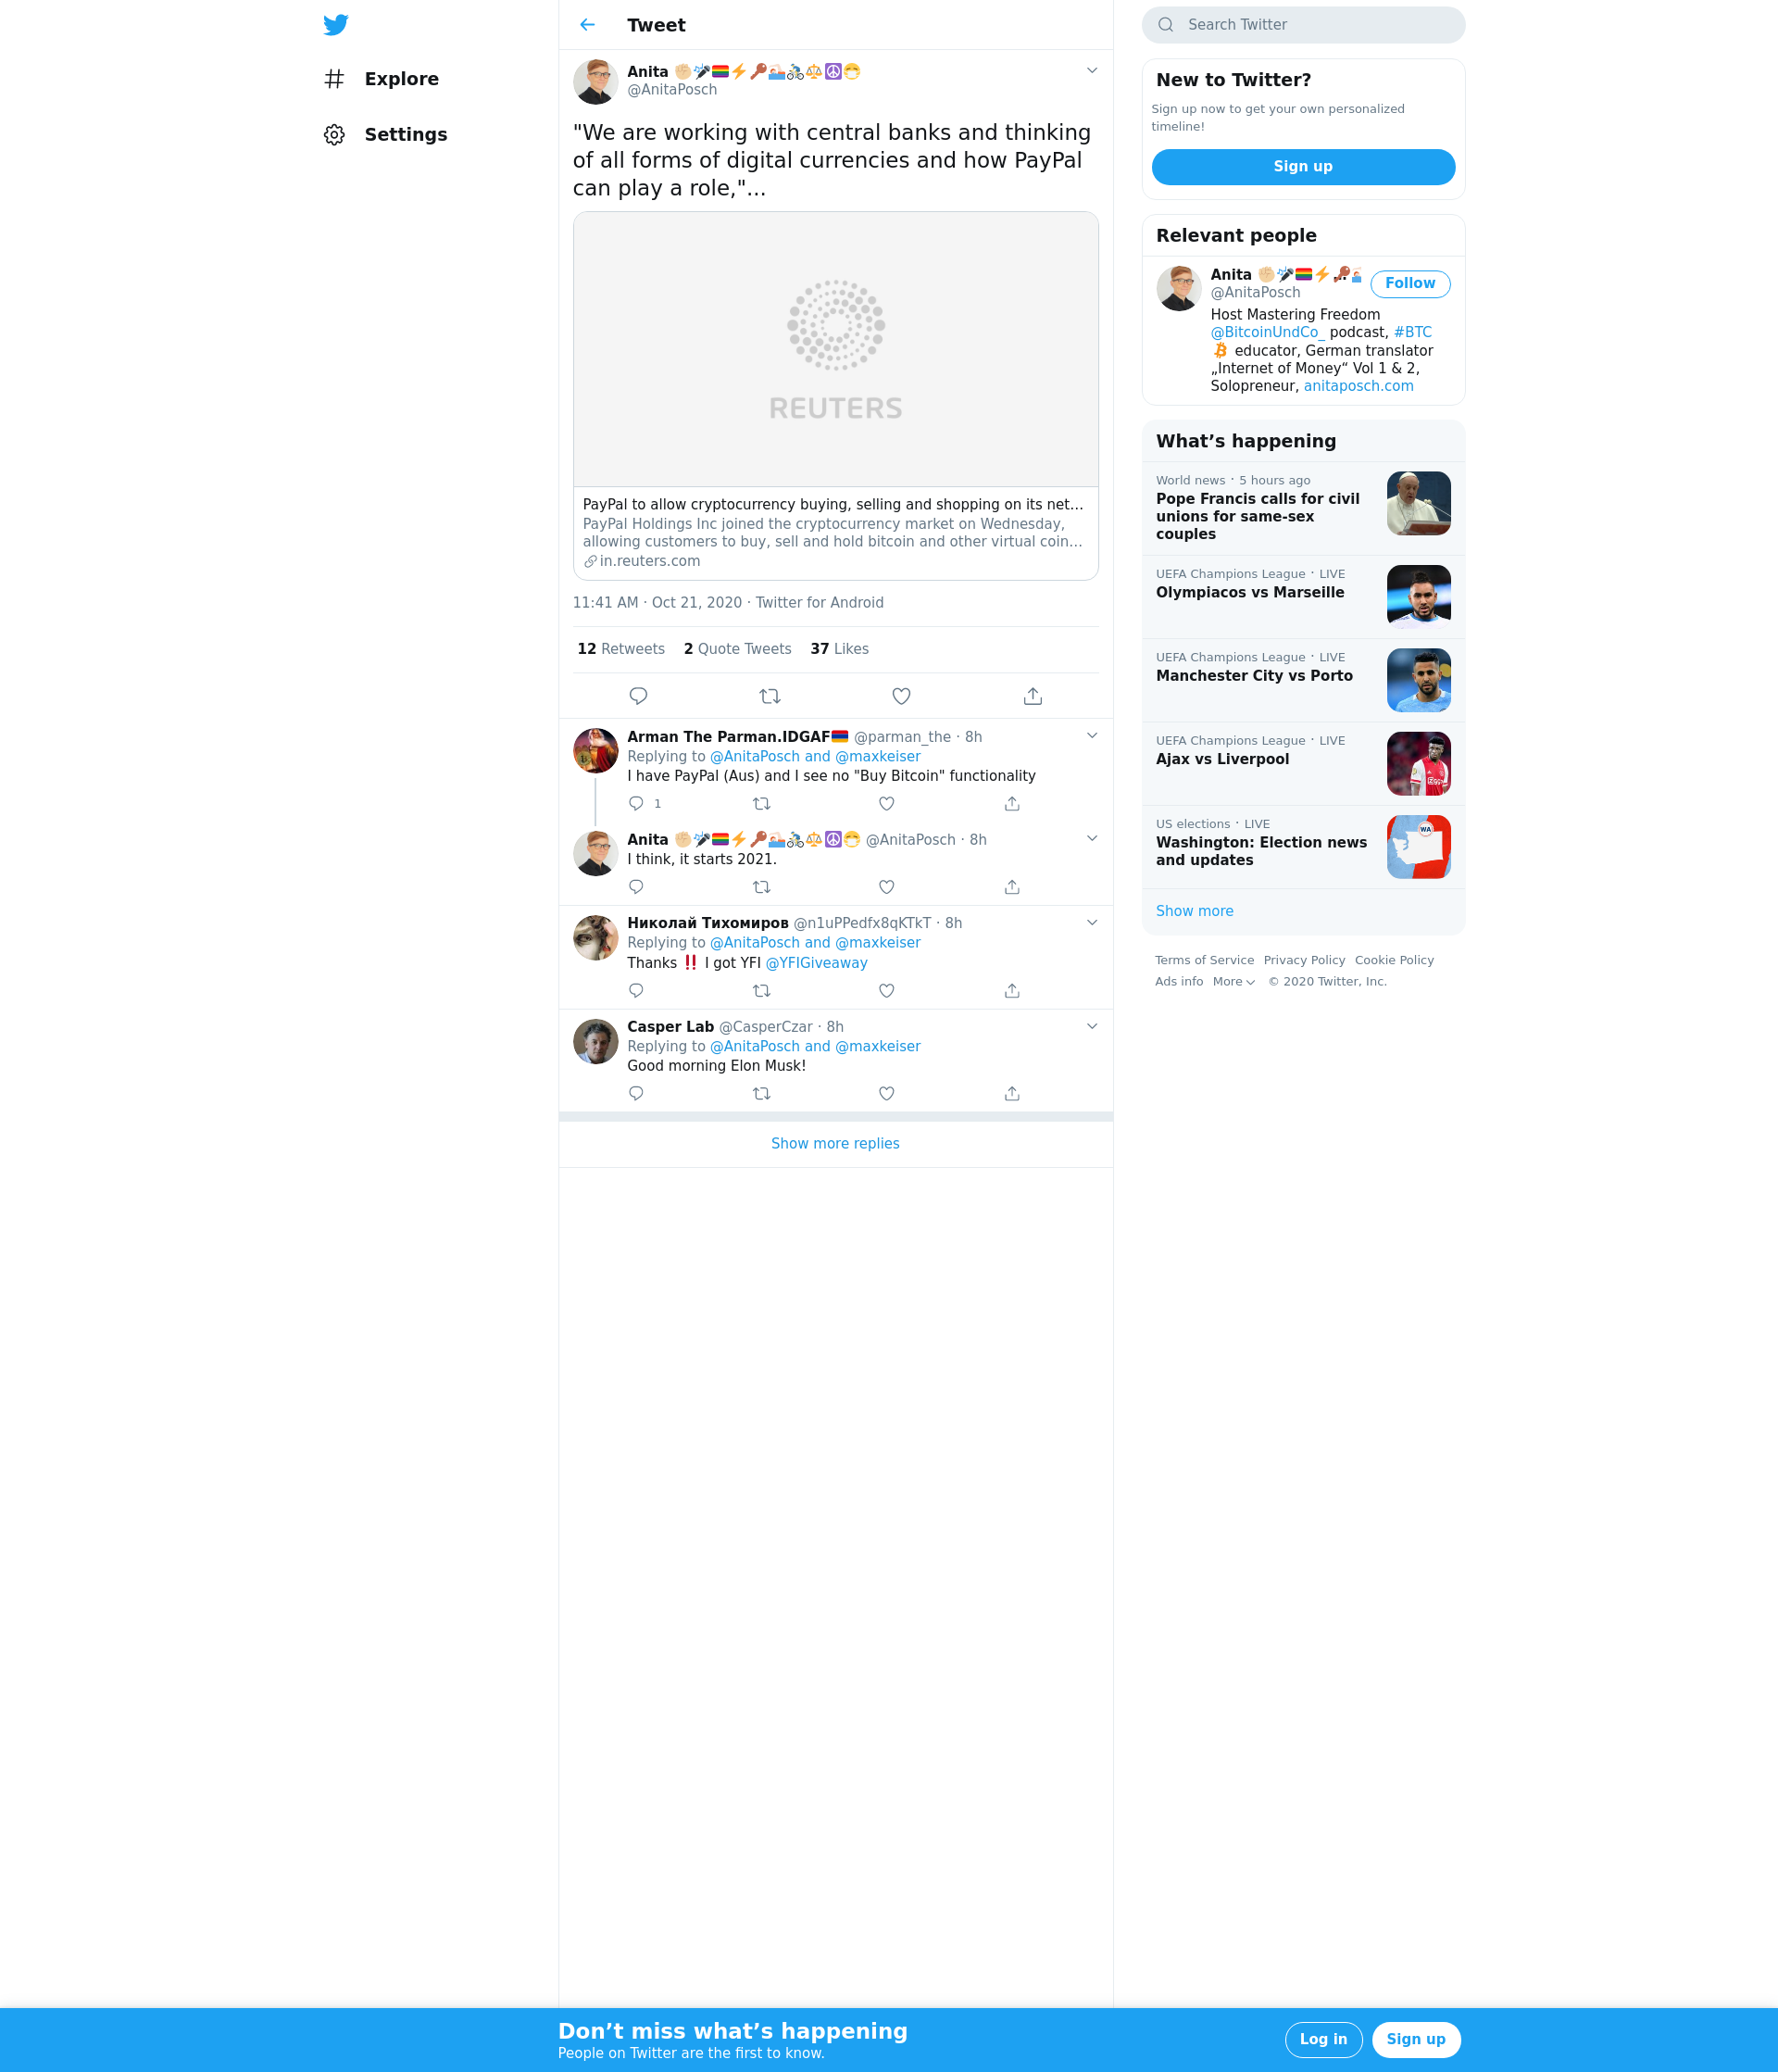 Explore
Settings
Tweet
Anita
@AnitaPosch
"We are working with central banks and thinking
of all forms of digital currencies and how PayPal
can play a role,"...
REUTERS
PayPal to allow cryptocurrency buying, selling and shopping on its net…
PayPal Holdings Inc joined the cryptocurrency market on Wednesday,
allowing customers to buy, sell and hold bitcoin and other virtual coin…
in.reuters.com
11:41 AM · Oct 21, 2020 · Twitter for Android
12 Retweets 2 Quote Tweets 37 Likes
Arman The Parman.IDGAF @parman_the · 8h
Replying to @AnitaPosch and @maxkeiser
I have PayPal (Aus) and I see no "Buy Bitcoin" functionality
1
Anita @AnitaPosch · 8h
I think, it starts 2021.
Николай Тихомиров @n1uPPedfx8qKTkT · 8h
Replying to @AnitaPosch and @maxkeiser
Thanks ‼️ I got YFI @YFIGiveaway
Casper Lab @CasperCzar · 8h
Replying to @AnitaPosch and @maxkeiser
Good morning Elon Musk!
Show more replies
Search Twitter
New to Twitter?
Sign up now to get your own personalized
timeline!
Sign up
Relevant people
Anita
Follow
@AnitaPosch
Host Mastering Freedom
@BitcoinUndCo_ podcast, #BTC
educator, German translator
„Internet of Money“ Vol 1 & 2,
Solopreneur, anitaposch.com
What’s happening
World news · 5 hours ago
Pope Francis calls for civil
unions for same-sex
couples
UEFA Champions League · LIVE
Olympiacos vs Marseille
UEFA Champions League · LIVE
Manchester City vs Porto
UEFA Champions League · LIVE
Ajax vs Liverpool
US elections · LIVE
Washington: Election news
and updates
WA
Show more
Terms of Service Privacy Policy Cookie Policy
Ads info More © 2020 Twitter, Inc.
Don’t miss what’s happening
People on Twitter are the first to know.
Log in
Sign up